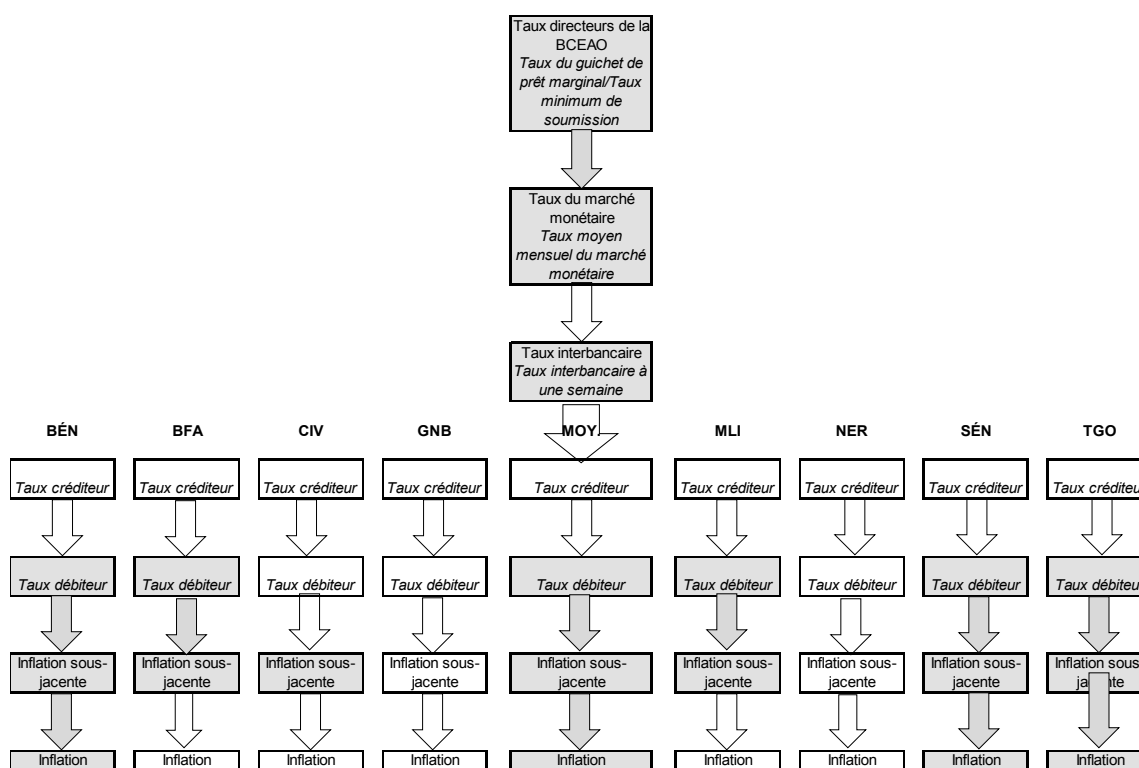 Taux directeurs de la
BCEAO
Taux du guichet de
prêt marginal/Taux
minimum de
soumission
Taux du marché
monétaire
Taux moyen
mensuel du marché
monétaire
Taux interbancaire
Taux interbancaire à
une semaine
BÉN BFA CIV GNB MOY. MLI NER SÉN TGO
Taux créditeur Taux créditeur Taux créditeur Taux créditeur Taux créditeur Taux créditeur Taux créditeur Taux créditeur Taux créditeur
Taux débiteur Taux débiteur Taux débiteur Taux débiteur Taux débiteur Taux débiteur Taux débiteur Taux débiteur Taux débiteur
Inflation sous- Inflation sous- Inflation sous- Inflation sous- Inflation sous- Inflation sous- Inflation sous- Inflation sous- Inflation sous-
jacente jacente jacente jacente jacente jacente jacente jacente jacente
Inflation Inflation Inflation Inflation Inflation Inflation Inflation Inflation Inflation